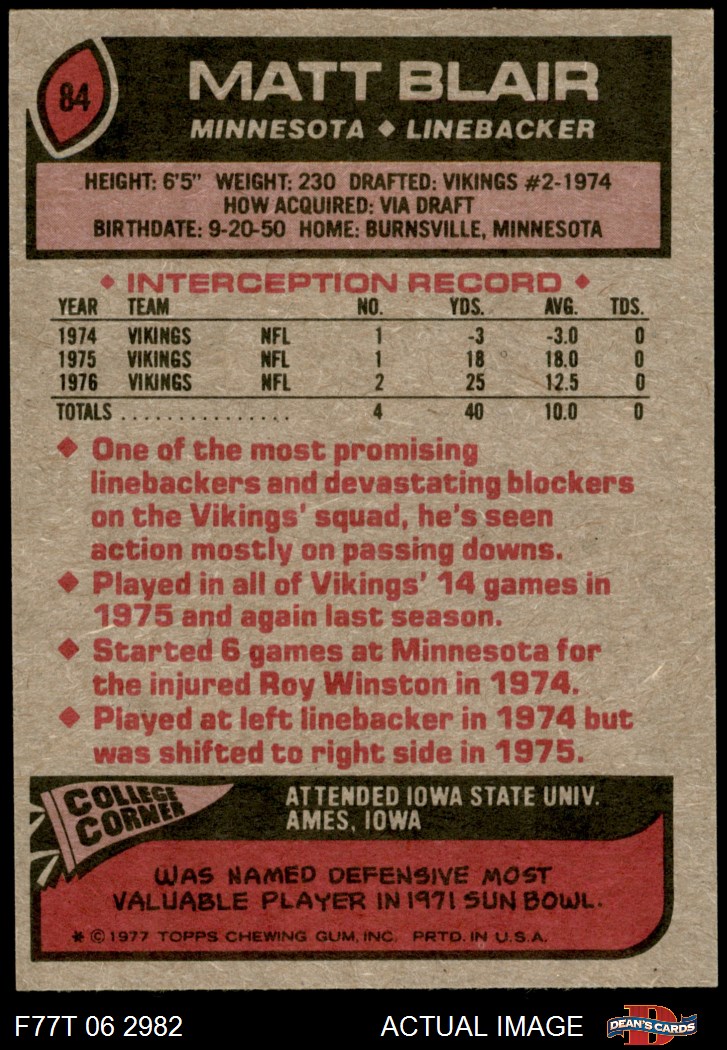 84
MATT BLAIR
MINNESOTA ◆ LINEBACKER
HEIGHT: 6'5" WEIGHT: 230 DRAFTED: VIKINGS #2-1974
HOW ACQUIRED: VIA DRAFT
BIRTHDATE: 9-20-50 HOME: BURNSVILLE, MINNESOTA
◆ INTERCEPTION RECORD ◆
YEAR TEAM NO. YDS. AVG. TDS.
1974 VIKINGS NFL 1 -3 -3.0 0
1975 VIKINGS NFL 1 18 18.0 0
1976 VIKINGS NFL 2 25 12.5 0
TOTALS ............... 4 40 10.0 0
◆ One of the most promising
linebackers and devastating blockers
on the Vikings' squad, he's seen
action mostly on passing downs.
◆ Played in all of Vikings' 14 games in
1975 and again last season.
◆ Started 6 games at Minnesota for
the injured Roy Winston in 1974.
◆ Played at left linebacker in 1974 but
was shifted to right side in 1975.
COLLEGE
CORNER
ATTENDED IOWA STATE UNIV.
AMES, IOWA
WAS NAMED DEFENSIVE MOST
VALUABLE PLAYER IN 1971 SUN BOWL.
* © 1977 TOPPS CHEWING GUM, INC. PRTD. IN U.S.A.
F77T 06 2982 ACTUAL IMAGE D DEAN'S CARDS